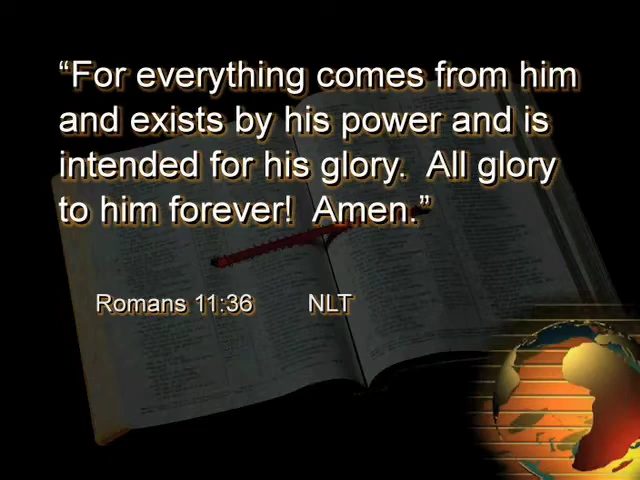 “For everything comes from him
and exists by his power and is
intended for his glory.  All glory
to him forever!  Amen.”
Romans 11:36 NLT